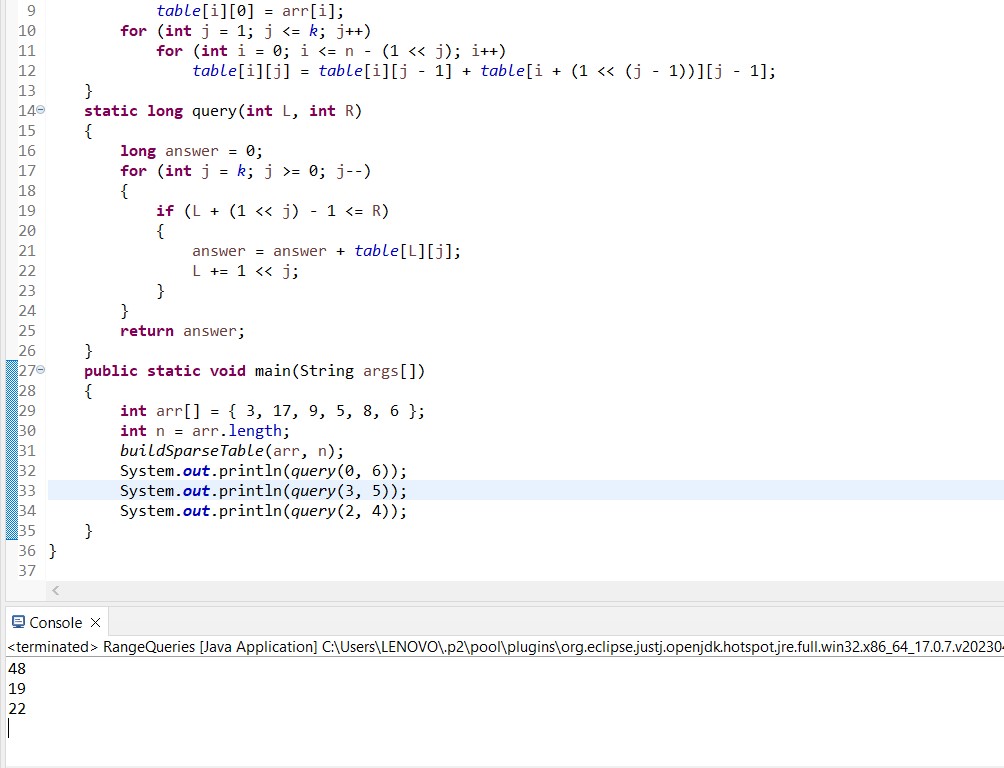 9 table[i][0] = arr[i];
10 for (int j = 1; j <= k; j++)
11 for (int i = 0; i <= n - (1 << j); i++)
12 table[i][j] = table[i][j - 1] + table[i + (1 << (j - 1))][j - 1];
13 }
14 static long query(int L, int R)
15 {
16 long answer = 0;
17 for (int j = k; j >= 0; j--)
18 {
19 if (L + (1 << j) - 1 <= R)
20 {
21 answer = answer + table[L][j];
22 L += 1 << j;
23 }
24 }
25 return answer;
26 }
27 public static void main(String args[])
28 {
29 int arr[] = { 3, 17, 9, 5, 8, 6 };
30 int n = arr.length;
31 buildSparseTable(arr, n);
32 System.out.println(query(0, 6));
33 System.out.println(query(3, 5));
34 System.out.println(query(2, 4));
35 }
36 }
37
Console
<terminated> RangeQueries [Java Application] C:\Users\LENOVO\.p2\pool\plugins\org.eclipse.justj.openjdk.hotspot.jre.full.win32.x86_64_17.0.7.v20230
48
19
22